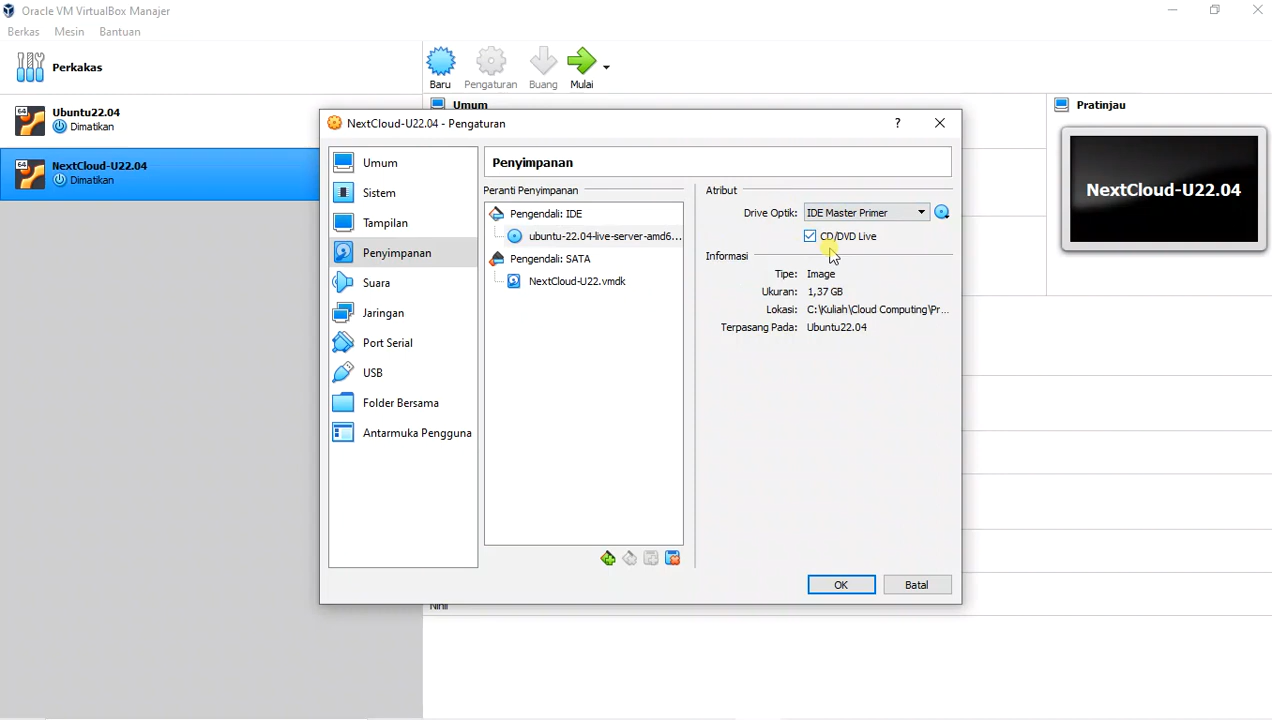 Oracle VM VirtualBox Manajer
Berkas Mesin Bantuan
Perkakas
Baru Pengaturan Buang Mulai
64 Ubuntu22.04
Dimatikan
64 NextCloud-U22.04
Dimatikan
Umum
Pratinjau
NextCloud-U22.04
NextCloud-U22.04 - Pengaturan ?
Umum
Sistem
Tampilan
Penyimpanan
Suara
Jaringan
Port Serial
USB
Folder Bersama
Antarmuka Pengguna
Penyimpanan
Peranti Penyimpanan
Pengendali: IDE
ubuntu-22.04-live-server-amd6...
Pengendali: SATA
NextCloud-U22.vmdk
Atribut
Drive Optik: IDE Master Primer
CD/DVD Live
Informasi
Tipe: Image
Ukuran: 1,37 GB
Lokasi: C:\Kuliah\Cloud Computing\Pr...
Terpasang Pada: Ubuntu22.04
OK Batal